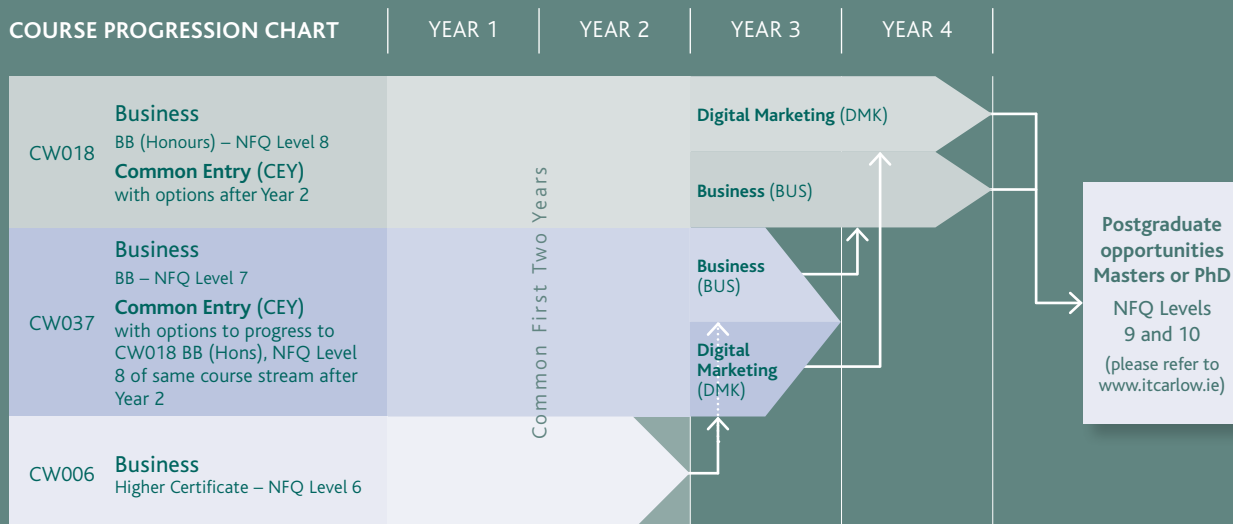 COURSE PROGRESSION CHART
YEAR 1
YEAR 2
YEAR 3
YEAR 4
CW018
Business
BB (Honours) – NFQ Level 8
Common Entry (CEY)
with options after Year 2
Digital Marketing (DMK)
Business (BUS)
CW037
Business
BB – NFQ Level 7
Common Entry (CEY)
with options to progress to
CW018 BB (Hons), NFQ Level
8 of same course stream after
Year 2
Business
(BUS)
Digital
Marketing
(DMK)
CW006
Business
Higher Certificate – NFQ Level 6
Common First Two Years
Postgraduate
opportunities
Masters or PhD
NFQ Levels
9 and 10
(please refer to
www.itcarlow.ie)